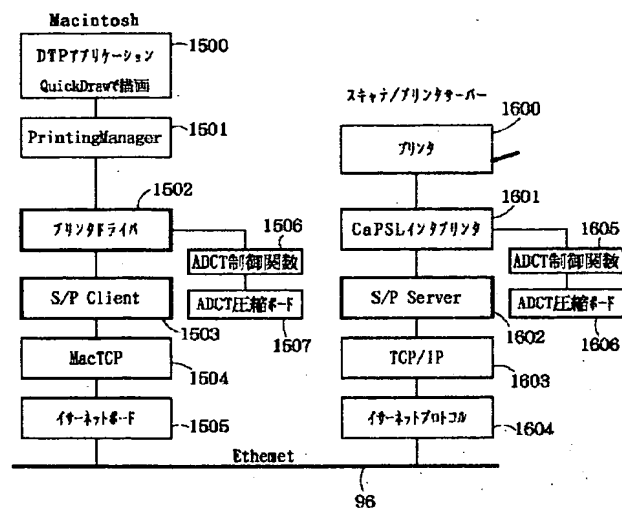 Macintosh
DTPアプリケーション
QuickDrawで描画
1500
PrintingManager
1501
プリンタドライバ
1502
ADCT制御関数
1506
ADCT圧縮ボード
1507
S/P Client
1503
MacTCP
1504
イサーネットボード
1505
スキャナ/プリンタサーバー
プリンタ
1600
CaPSLインタプリンタ
1601
ADCT制御関数
1605
ADCT圧縮ボード
1606
S/P Server
1602
TCP/IP
1603
イサーネットプロトコル
1604
Ethemet
96